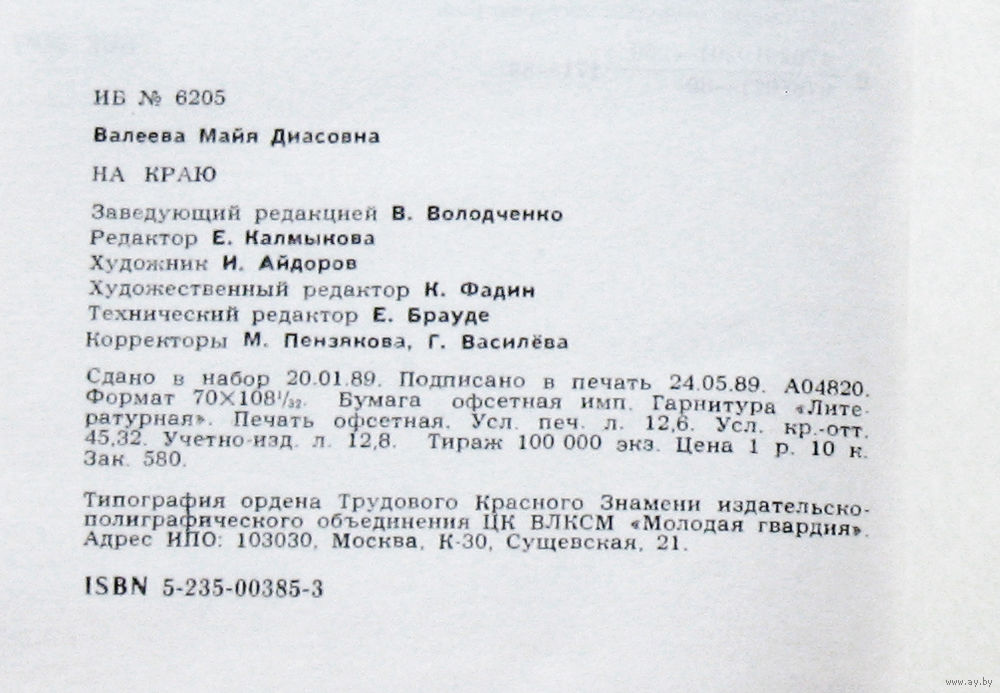 ИБ № 6205
Валеева Майя Диасовна
НА КРАЮ
Заведующий редакцией В. Володченко
Редактор Е. Калмыкова
Художник И. Айдоров
Художественный редактор К. Фадин
Технический редактор Е. Брауде
Корректоры М. Пензякова, Г. Василёва
Сдано в набор 20.01.89. Подписано в печать 24.05.89. А04820.
Формат 70×108¹/₃₂. Бумага офсетная имп. Гарнитура «Лите-
ратурная». Печать офсетная. Усл. печ. л. 12,6. Усл. кр.-отт.
45,32. Учетно-изд. л. 12,8. Тираж 100 000 экз. Цена 1 р. 10 к.
Зак. 580.
Типография ордена Трудового Красного Знамени издательско-
полиграфического объединения ЦК ВЛКСМ «Молодая гвардия».
Адрес ИПО: 103030, Москва, К-30, Сущевская, 21.
ISBN 5-235-00385-3
www.ay.by